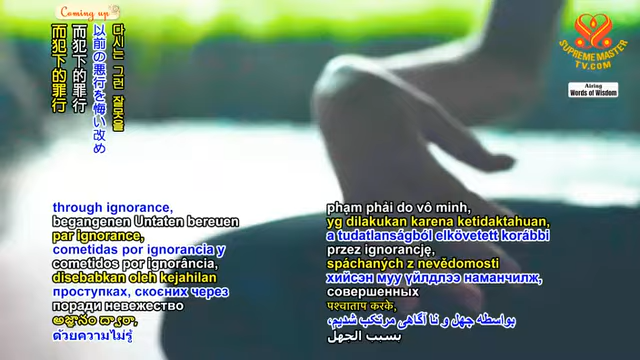 Coming up
다시는 그런 잘못을
以前の悪行を悔い改め
而犯下的罪行
而犯下的罪行
SUPREME MASTER
TV.COM
Airing
Words of Wisdom
through ignorance,
begangenen Untaten bereuen
par ignorance,
cometidas por ignorancia y
cometidos por ignorância,
disebabkan oleh kejahilan
проступках, скоєних через
поради невежество
అజ్ఞానం ద్వారా,
ด้วยความไม่รู้
phạm phải do vô minh,
yg dilakukan karena ketidaktahuan,
a tudatlanságból elkövetett korábbi
przez ignorancję,
spáchaných z nevědomosti
хийсэн муу үйлдлээ наманчилж,
совершенных
पश्चाताप करके,
بواسطه جهل و نا آگاهی مرتکب شدیم،
بسبب الجهل